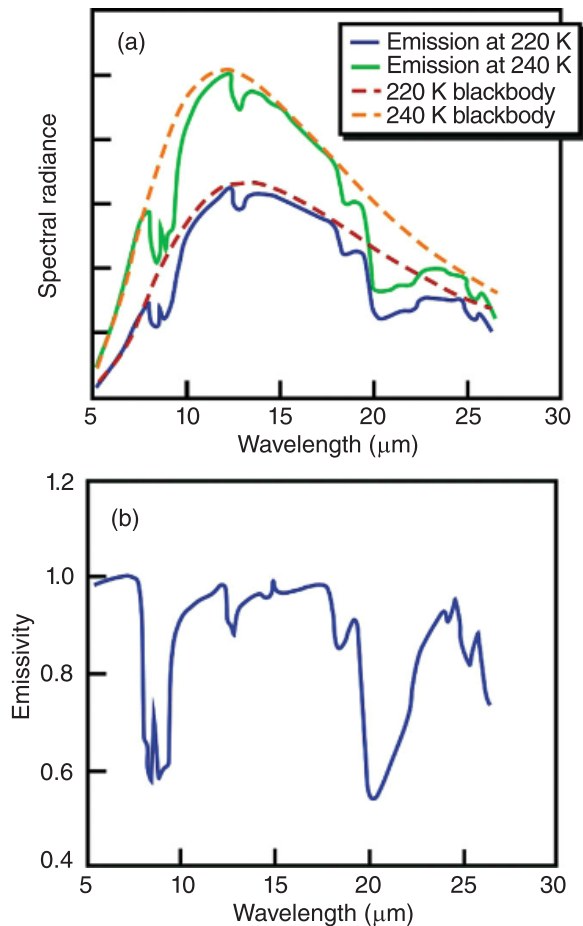 (a)
Emission at 220 K
Emission at 240 K
220 K blackbody
240 K blackbody
Spectral radiance
5 10 15 20 25 30
Wavelength (μm)
1.2
(b)
1.0
0.8
0.6
0.4
Emissivity
5 10 15 20 25 30
Wavelength (μm)